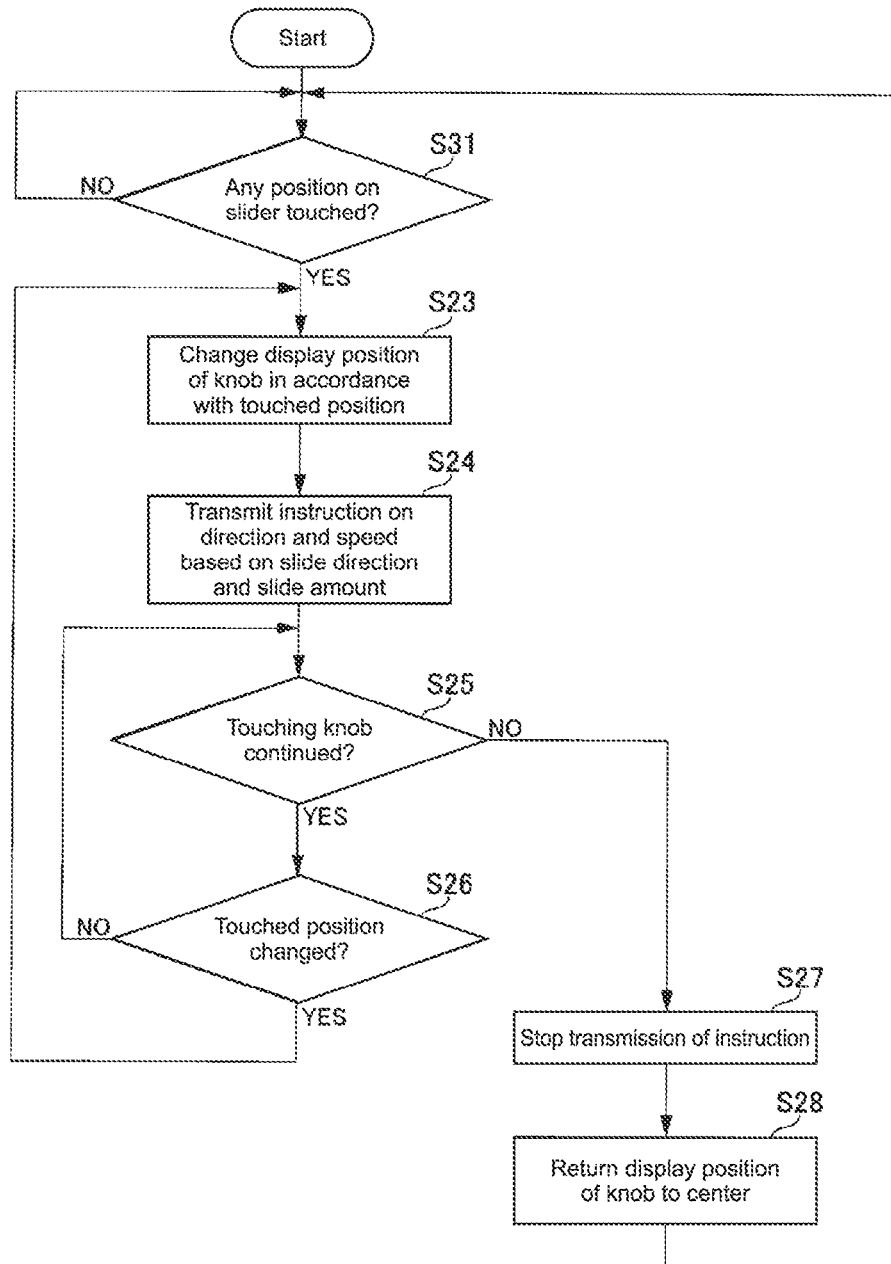 Start
S31
Any position on
slider touched?
NO
YES
S23
Change display position
of knob in accordance
with touched position
S24
Transmit instruction on
direction and speed
based on slide direction
and slide amount
S25
Touching knob
continued?
NO
YES
S26
Touched position
changed?
NO
YES
S27
Stop transmission of instruction
S28
Return display position
of knob to center